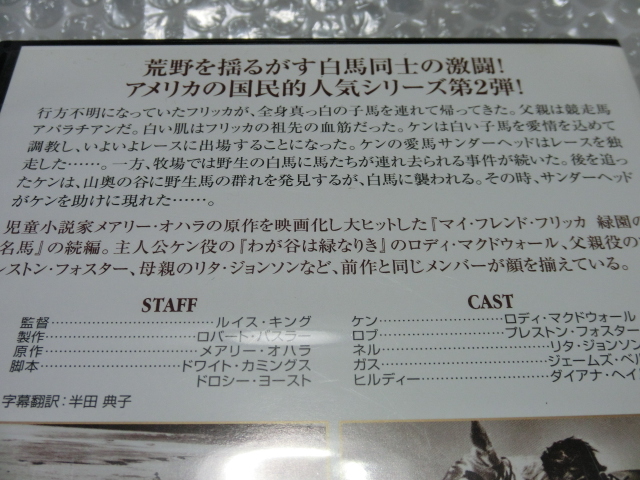 荒野を揺るがす白馬同士の激闘!
アメリカの国民的人気シリーズ第2弾!
行方不明になっていたフリッカが、全身真っ白の子馬を連れて帰ってきた。父親は競走馬
アパラチアンだ。白い肌はフリッカの祖先の血筋だった。ケンは白い子馬を愛情を込めて
調教し、いよいよレースに出場することになった。ケンの愛馬サンダーヘッドはレースを独
走した……。一方、牧場では野生の白馬に馬たちが連れ去られる事件が続いた。後を追っ
たケンは、山奥の谷に野生馬の群れを発見するが、白馬に襲われる。その時、サンダーヘッド
がケンを助けに現れた……。
児童小説家メアリー・オハラの原作を映画化し大ヒットした『マイ・フレンド・フリッカ 緑園の
名馬』の続編。主人公ケン役の『わが谷は緑なりき』のロディ・マクドウォール、父親役の
レストン・フォスター、母親のリタ・ジョンソンなど、前作と同じメンバーが顔を揃えている。
STAFF
監督……ルイス・キング
製作……ロバート・バスラー
原作……メアリー・オハラ
脚本……ドワイト・カミングス
ドロシー・ヨースト
字幕翻訳:半田 典子
CAST
ケン……ロディ・マクドウォール
ロブ……プレストン・フォスター
ネル……リタ・ジョンソン
ガス……ジェームズ・ベル
ヒルディー……ダイアナ・ヘイ